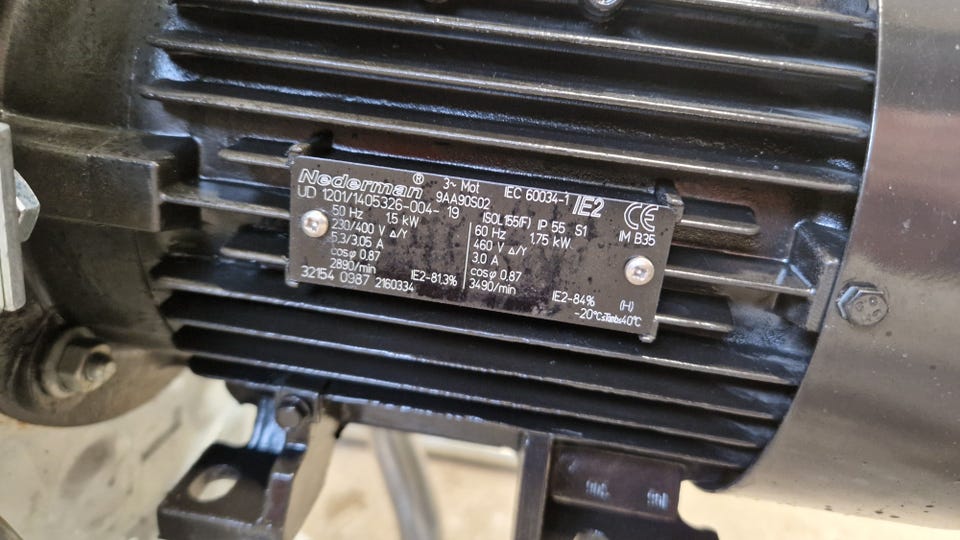 Nederman® 3~ Mot IEC 60034-1 IE2 CE
UD 1201/1405326-004-19 9AA90S02 IM B35
ISOL 155(F) IP 55 S1
50 Hz 1.5 kW
230/400 V Δ/Y
5.3/3.05 A
cosφ 0.87
2890/min IE2-81.3%
60 Hz 1.75 kW
460 V Δ/Y
3.0 A
cosφ 0.87
3490/min IE2-84% (H)
32154 0987 2160334 -20°C≤Tamb≤40°C